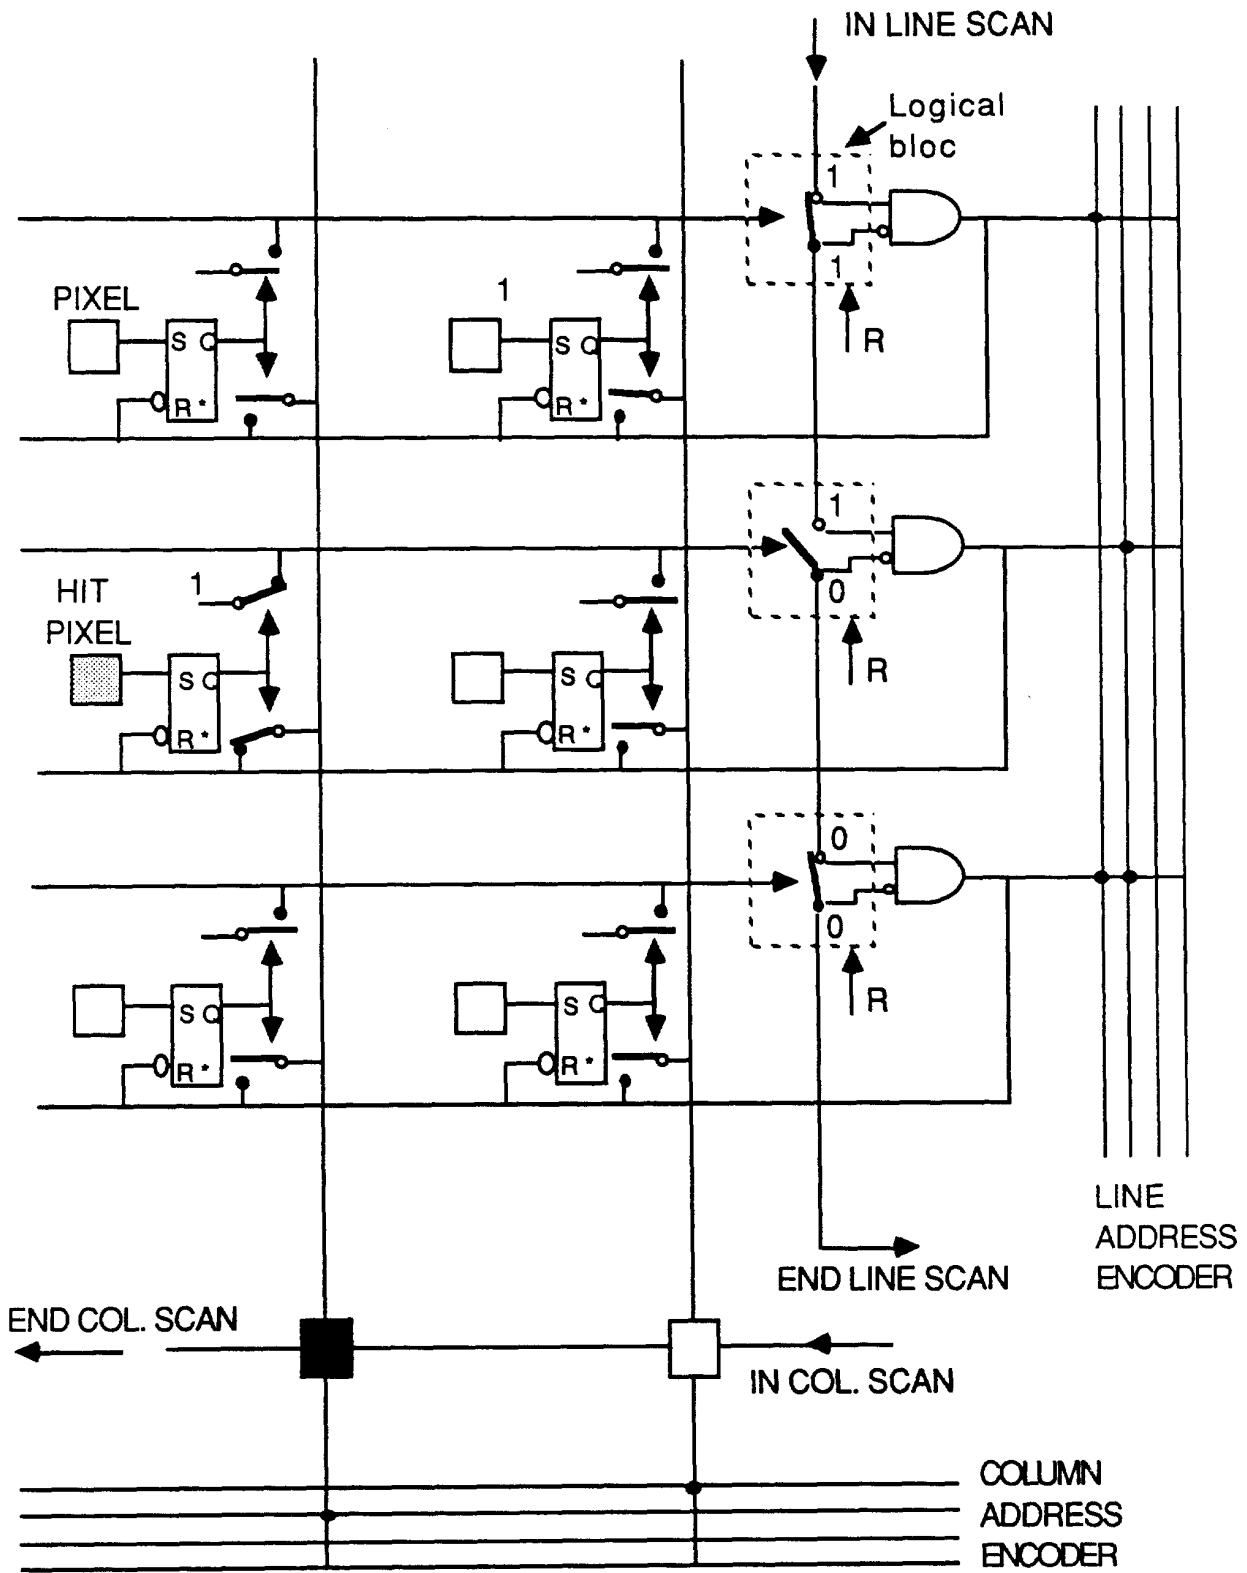 IN LINE SCAN
Logical
bloc
1
1
R
PIXEL
S Q
R *
1
S Q
R *
1
0
R
HIT
PIXEL
1
S Q
R *
S Q
R *
0
0
R
S Q
R *
S Q
R *
LINE
ADDRESS
ENCODER
END LINE SCAN
END COL. SCAN
IN COL. SCAN
COLUMN
ADDRESS
ENCODER